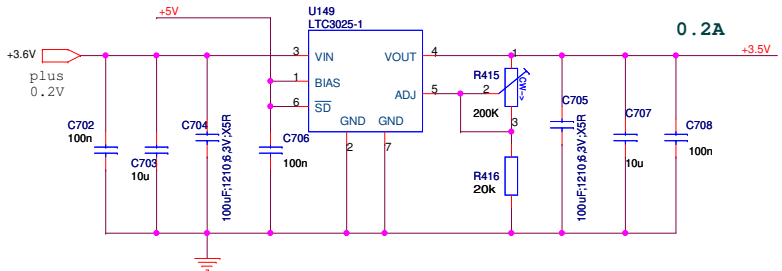 +5V
U149
LTC3025-1
0.2A
+3.6V
3
VIN
VOUT
4
1
+3.5V
plus
0.2V
1
BIAS
ADJ
5
R415
2
CW->
200K
6
SD
3
GND
GND
2
7
C702
100n
C703
10u
C704
100uF;1210;6.3V;X5R
C706
100n
R416
20k
C705
100uF;1210;6.3V;X5R
C707
10u
C708
100n